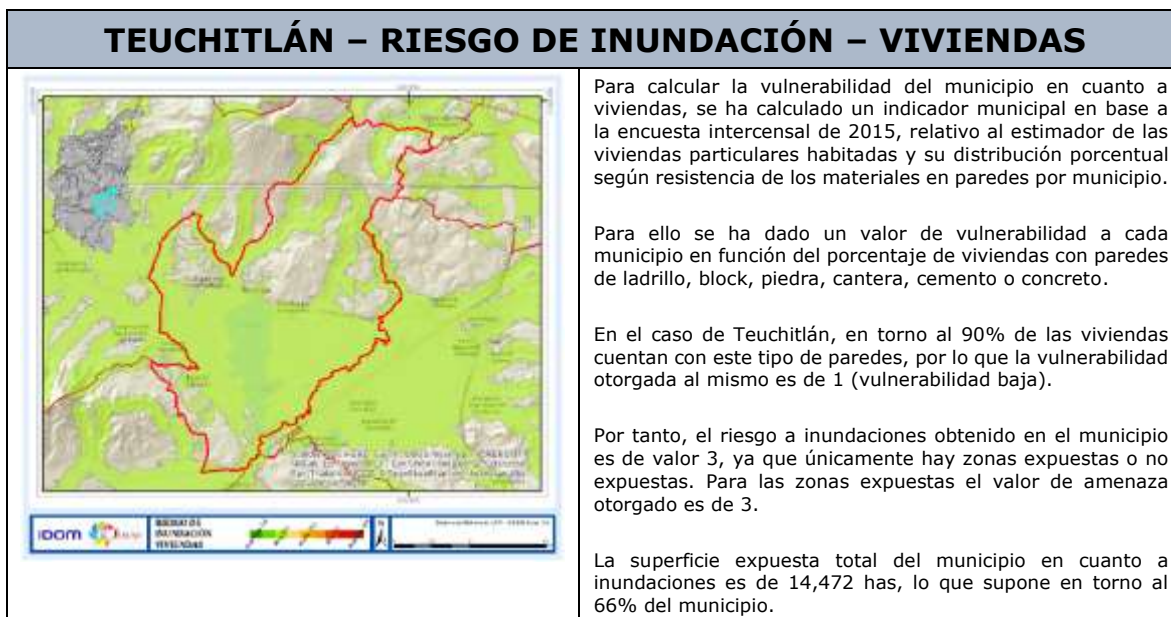 TEUCHITLÁN – RIESGO DE INUNDACIÓN – VIVIENDAS
Para calcular la vulnerabilidad del municipio en cuanto a
viviendas, se ha calculado un indicador municipal en base a
la encuesta intercensal de 2015, relativo al estimador de las
viviendas particulares habitadas y su distribución porcentual
según resistencia de los materiales en paredes por municipio.
Para ello se ha dado un valor de vulnerabilidad a cada
municipio en función del porcentaje de viviendas con paredes
de ladrillo, block, piedra, cantera, cemento o concreto.
En el caso de Teuchitlán, en torno al 90% de las viviendas
cuentan con este tipo de paredes, por lo que la vulnerabilidad
otorgada al mismo es de 1 (vulnerabilidad baja).
Por tanto, el riesgo a inundaciones obtenido en el municipio
es de valor 3, ya que únicamente hay zonas expuestas o no
expuestas. Para las zonas expuestas el valor de amenaza
otorgado es de 3.
La superficie expuesta total del municipio en cuanto a
inundaciones es de 14,472 has, lo que supone en torno al
66% del municipio.
IDOM
RIESGO DE
INUNDACIÓN
VIVIENDAS